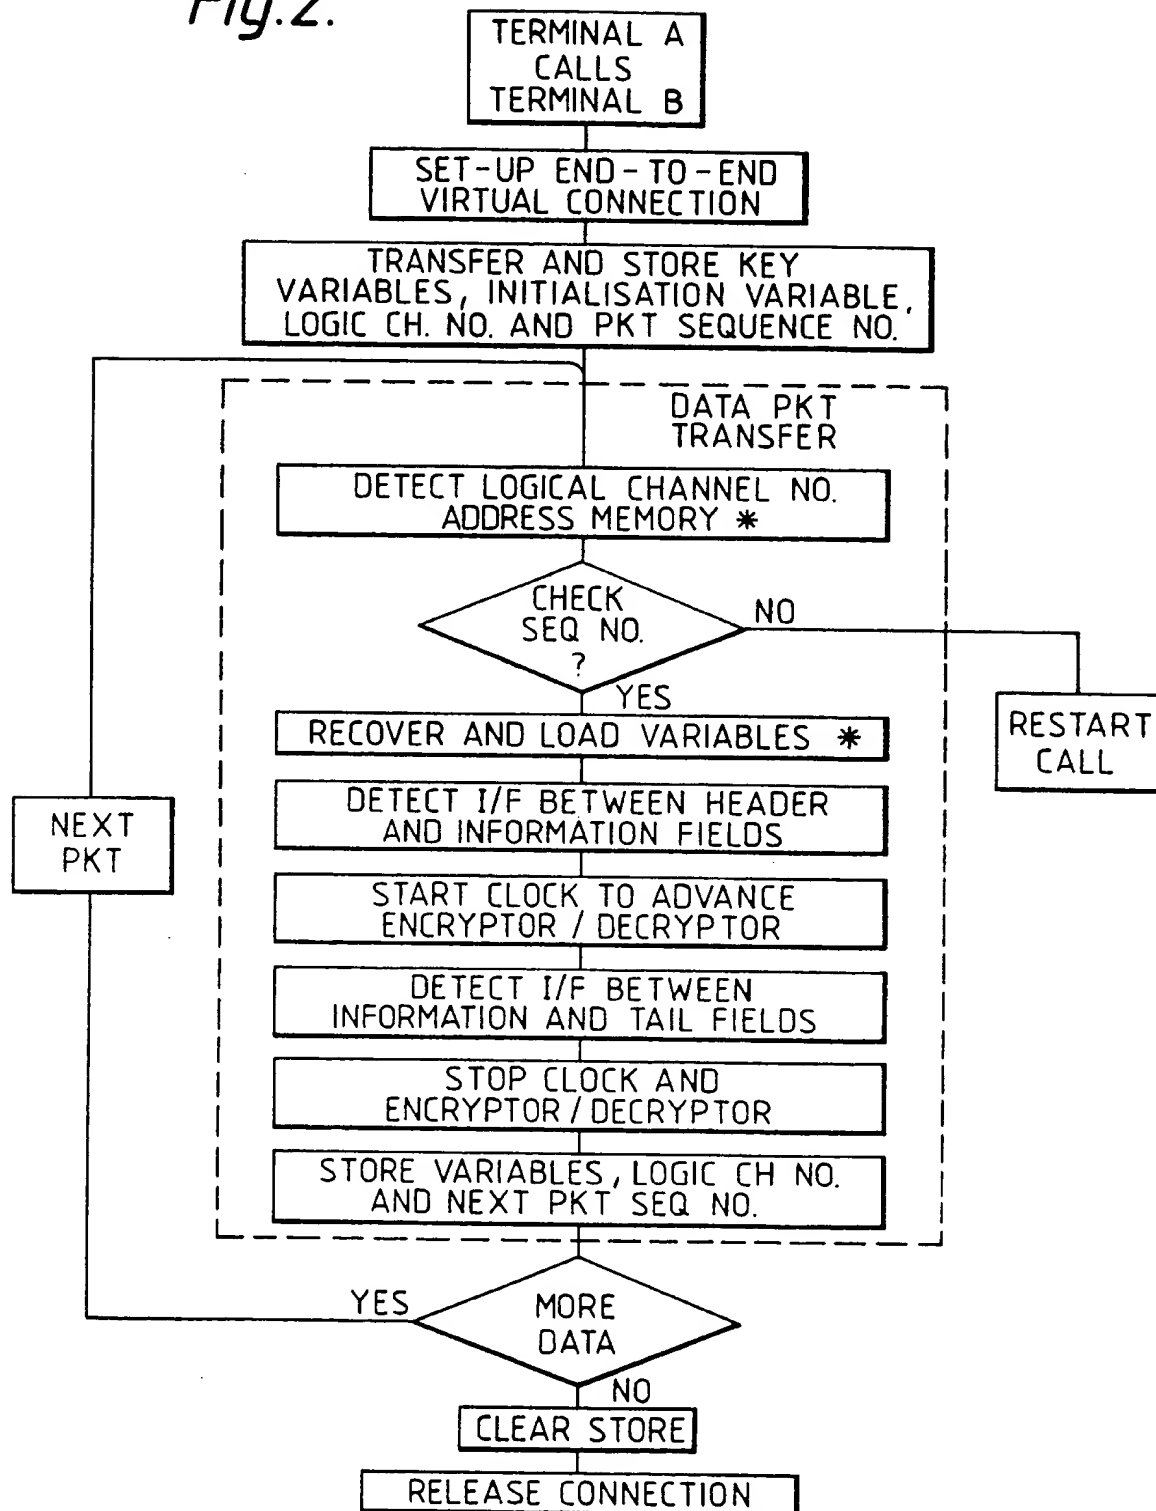 Fig.2.
TERMINAL A
CALLS
TERMINAL B
SET-UP END-TO-END
VIRTUAL CONNECTION
TRANSFER AND STORE KEY
VARIABLES, INITIALISATION VARIABLE,
LOGIC CH. NO. AND PKT SEQUENCE NO.
DATA PKT
TRANSFER
DETECT LOGICAL CHANNEL NO.
ADDRESS MEMORY *
CHECK
SEQ NO.
?
NO
YES
RESTART
CALL
RECOVER AND LOAD VARIABLES *
DETECT I/F BETWEEN HEADER
AND INFORMATION FIELDS
NEXT
PKT
START CLOCK TO ADVANCE
ENCRYPTOR / DECRYPTOR
DETECT I/F BETWEEN
INFORMATION AND TAIL FIELDS
STOP CLOCK AND
ENCRYPTOR / DECRYPTOR
STORE VARIABLES, LOGIC CH NO.
AND NEXT PKT SEQ NO.
YES
MORE
DATA
NO
CLEAR STORE
RELEASE CONNECTION